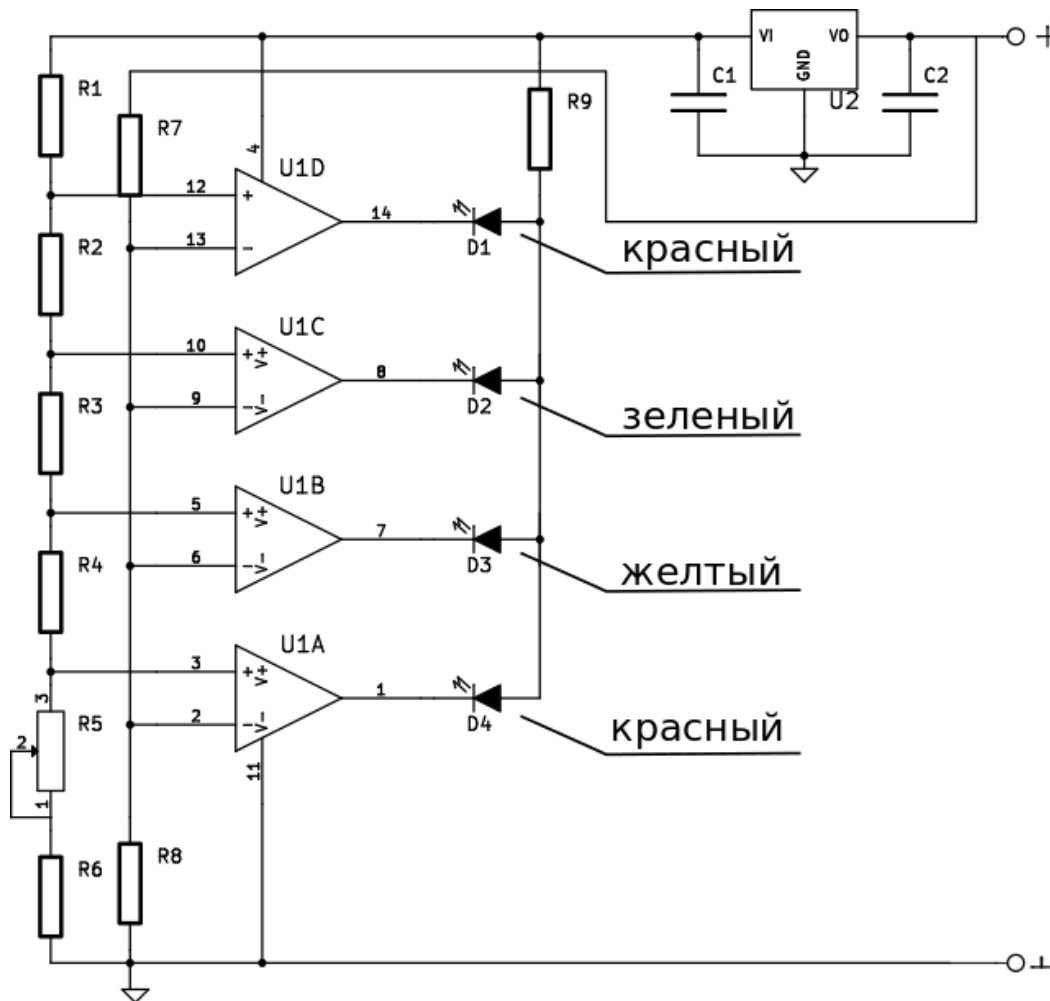 R1
R7
4
U1D
12
+
14
13
−
D1
красный
R9
C1
VI
VO
GND
U2
C2
+
R2
U1C
10
+
V+
8
9
−
V−
D2
зеленый
R3
U1B
5
+
V+
7
6
−
V−
D3
желтый
R4
U1A
3
+
V+
1
2
−
V−
D4
красный
3
R5
2
1
11
R6
R8